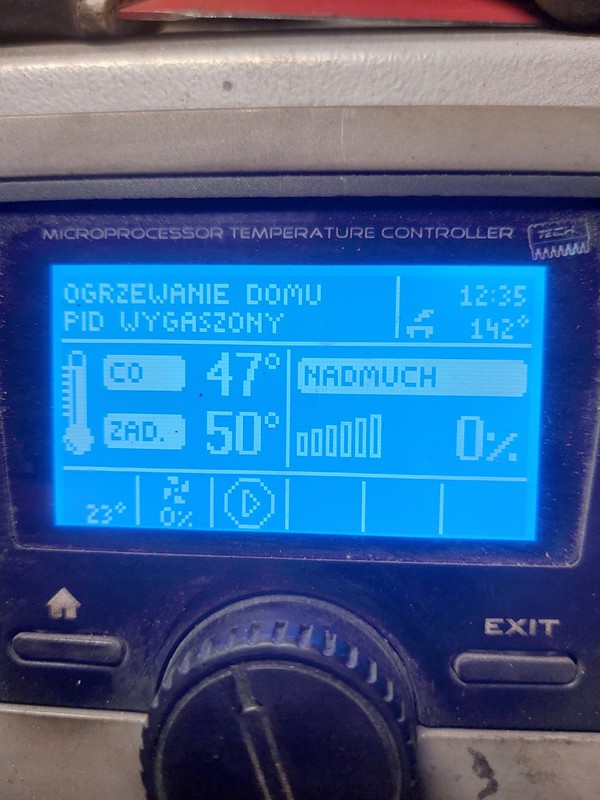 MICROPROCESSOR TEMPERATURE CONTROLLER
TECH
OGRZEWANIE DOMU
PID WYGASZONY
12:35
142°
CO 47°
ZAD. 50°
NADMUCH
0%
23°
0%
EXIT